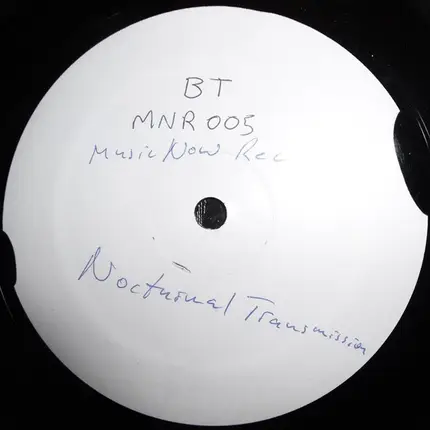 BT
MNR 005
Music Now Rec
Nocturnal Transmission